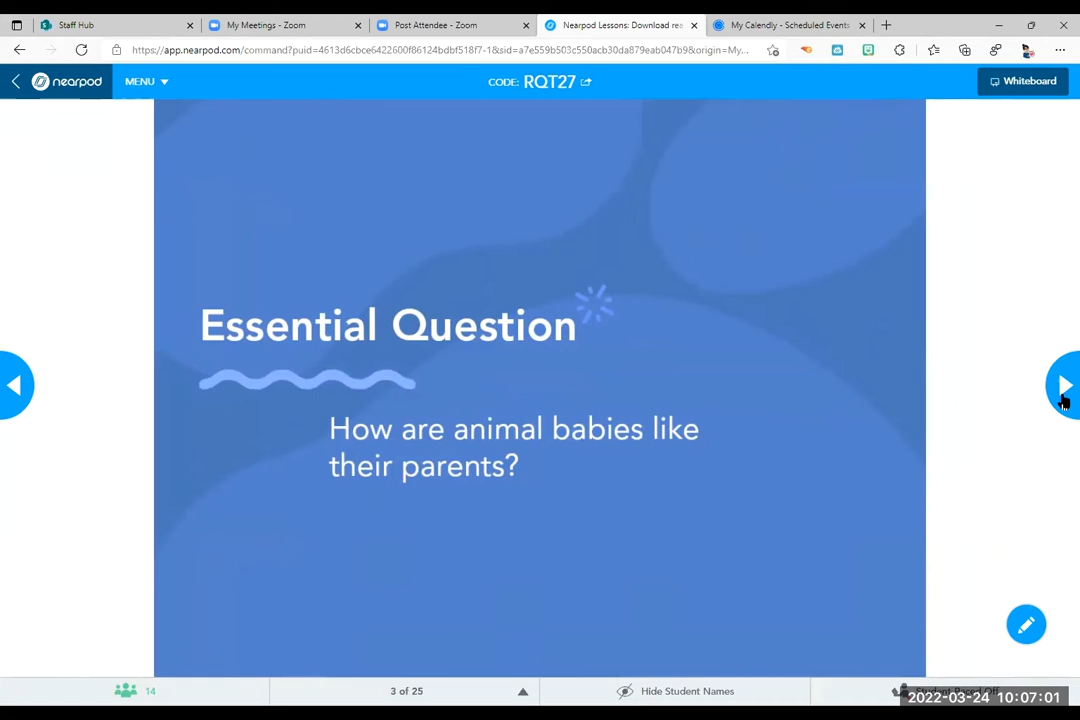 Staff Hub
My Meetings - Zoom
Post Attendee - Zoom
Nearpod Lessons: Download rea
My Calendly - Scheduled Events
https://app.nearpod.com/command?puid=4613d6cbce6422600f86124bdbf518f7-1&sid=a7e559b503c550acb30da879eab047b9&origin=My...
nearpod
MENU
CODE: RQT27
Whiteboard
Essential Question
How are animal babies like
their parents?
14
3 of 25
Hide Student Names
2022-03-24 10:07:01